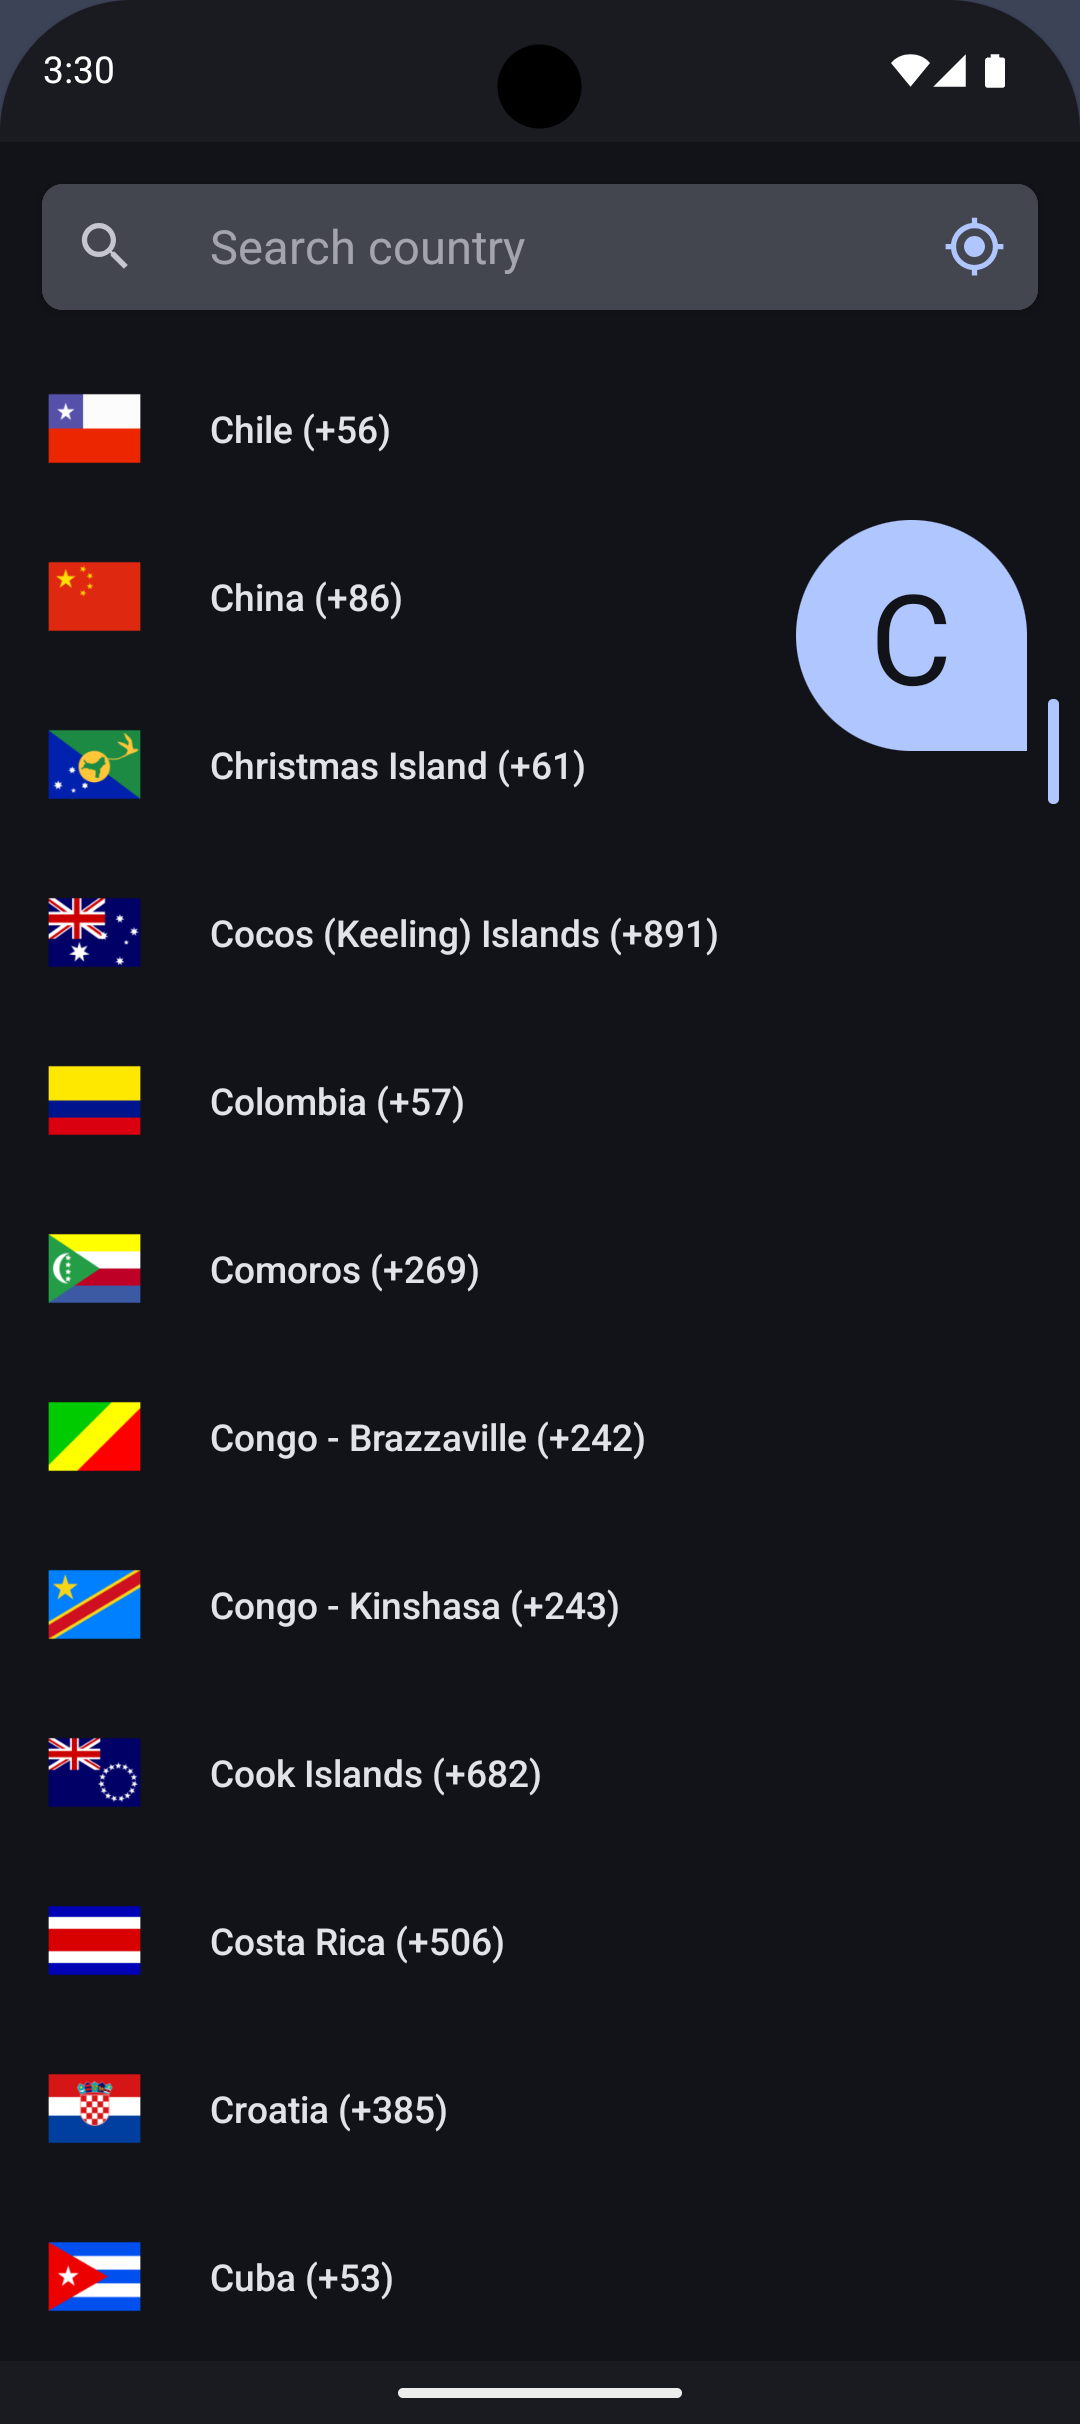 3:30
Search country
Chile (+56)
China (+86)
C
Christmas Island (+61)
Cocos (Keeling) Islands (+891)
Colombia (+57)
Comoros (+269)
Congo - Brazzaville (+242)
Congo - Kinshasa (+243)
Cook Islands (+682)
Costa Rica (+506)
Croatia (+385)
Cuba (+53)